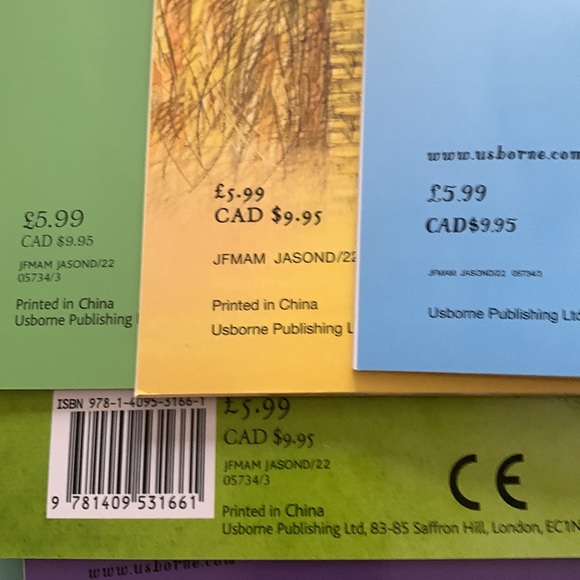 £5.99
CAD $9.95
JFMAM JASOND/22
05734/3
Printed in China
Usborne Publishing
£5.99
CAD $9.95
JFMAM JASOND/22
Printed in China
Usborne Publishing L
www.usborne.com
£5.99
CAD $9.95
JFMAM JASOND/22 05734/3
Usborne Publishing Ltd
ISBN 978-1-4095-3166-1
9 781409 531661
£5.99
CAD $9.95
JFMAM JASOND/22
05734/3
Printed in China
Usborne Publishing Ltd, 83-85 Saffron Hill, London, EC1N
CE
www.usborne.com